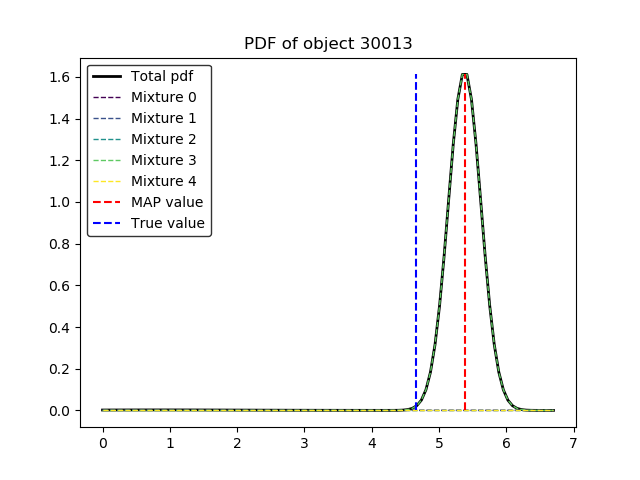 PDF of object 30013
Total pdf
Mixture 0
Mixture 1
Mixture 2
Mixture 3
Mixture 4
MAP value
True value
1.6
1.4
1.2
1.0
0.8
0.6
0.4
0.2
0.0
0 1 2 3 4 5 6 7